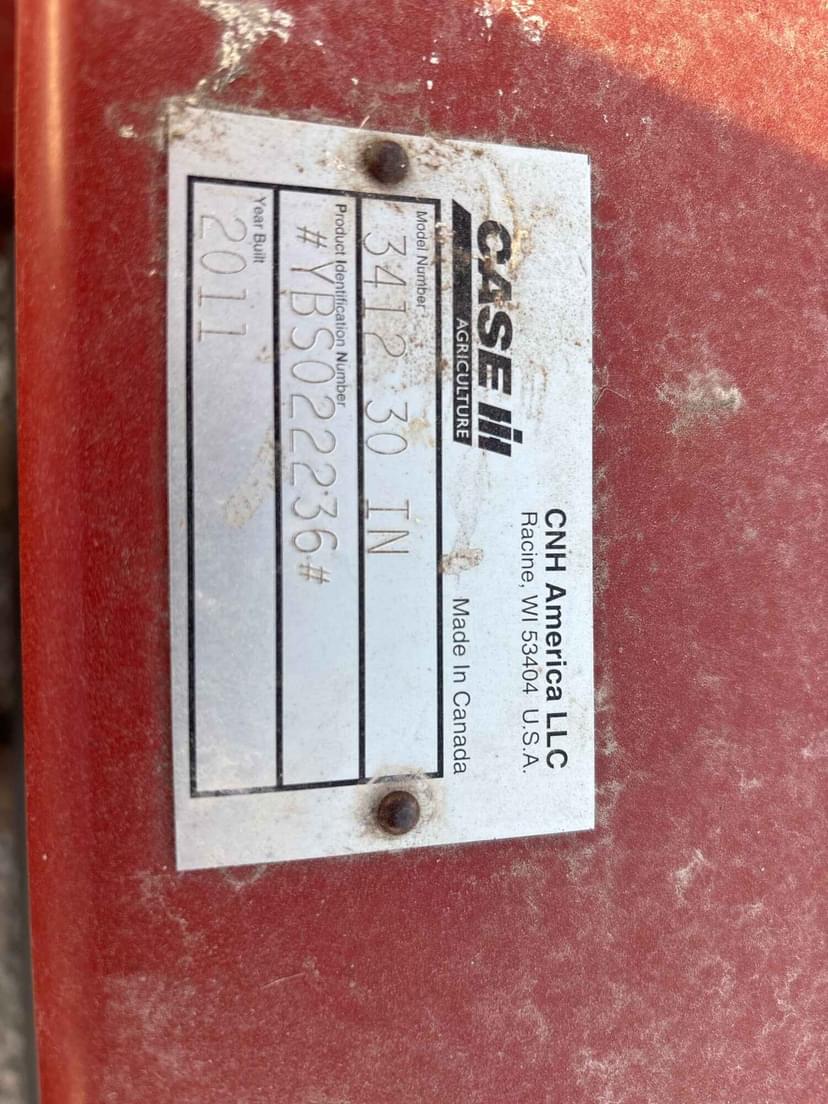 CNH America LLC
Racine, WI 53404 U.S.A.
CASE III
AGRICULTURE
Made In Canada
Model Number
3412 30 IN
Product Identification Number
#YBS022236#
Year Built
2011